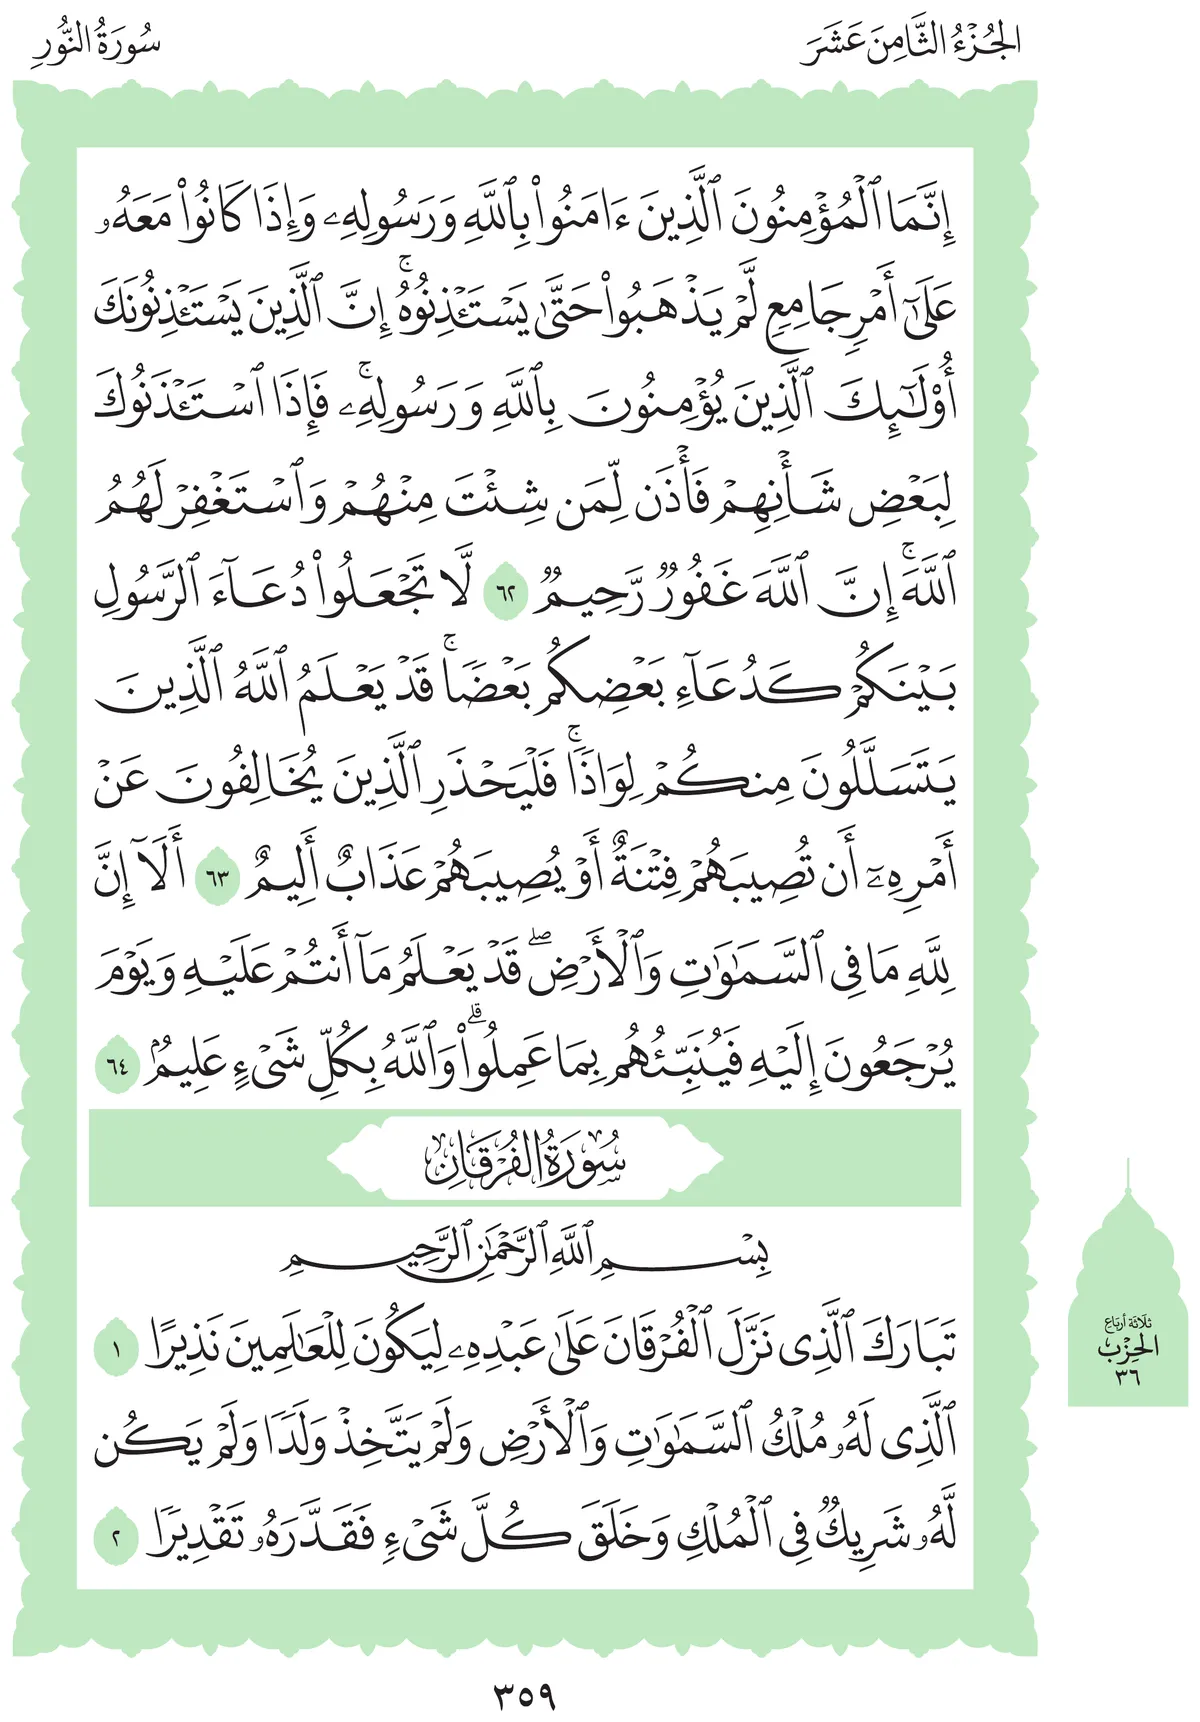 الجُزْءُ الثَّامِنَ عَشَرَ
سُورَةُ النُّورِ
إِنَّمَا ٱلۡمُؤۡمِنُونَ ٱلَّذِينَ ءَامَنُواْ بِٱللَّهِ وَرَسُولِهِۦ وَإِذَا كَانُواْ مَعَهُۥ
عَلَىٰٓ أَمۡرٖ جَامِعٖ لَّمۡ يَذۡهَبُواْ حَتَّىٰ يَسۡتَـٔۡذِنُوهُۚ إِنَّ ٱلَّذِينَ يَسۡتَـٔۡذِنُونَكَ
أُوْلَـٰٓئِكَ ٱلَّذِينَ يُؤۡمِنُونَ بِٱللَّهِ وَرَسُولِهِۦۚ فَإِذَا ٱسۡتَـٔۡذَنُوكَ
لِبَعۡضِ شَأۡنِهِمۡ فَأۡذَن لِّمَن شِئۡتَ مِنۡهُمۡ وَٱسۡتَغۡفِرۡ لَهُمُ
ٱللَّهَۚ إِنَّ ٱللَّهَ غَفُورٞ رَّحِيمٞ ٦٢ لَّا تَجۡعَلُواْ دُعَآءَ ٱلرَّسُولِ
بَيۡنَكُمۡ كَدُعَآءِ بَعۡضِكُم بَعۡضٗاۚ قَدۡ يَعۡلَمُ ٱللَّهُ ٱلَّذِينَ
يَتَسَلَّلُونَ مِنكُمۡ لِوَاذٗاۚ فَلۡيَحۡذَرِ ٱلَّذِينَ يُخَالِفُونَ عَنۡ
أَمۡرِهِۦٓ أَن تُصِيبَهُمۡ فِتۡنَةٌ أَوۡ يُصِيبَهُمۡ عَذَابٌ أَلِيمٌ ٦٣ أَلَآ إِنَّ
لِلَّهِ مَا فِي ٱلسَّمَٰوَٰتِ وَٱلۡأَرۡضِۖ قَدۡ يَعۡلَمُ مَآ أَنتُمۡ عَلَيۡهِ وَيَوۡمَ
يُرۡجَعُونَ إِلَيۡهِ فَيُنَبِّئُهُم بِمَا عَمِلُواْۗ وَٱللَّهُ بِكُلِّ شَيۡءٍ عَلِيمُۢ ٦٤
سُورَةُ الفُرۡقَانِ
بِسۡمِ ٱللَّهِ ٱلرَّحۡمَٰنِ ٱلرَّحِيمِ
تَبَارَكَ ٱلَّذِي نَزَّلَ ٱلۡفُرۡقَانَ عَلَىٰ عَبۡدِهِۦ لِيَكُونَ لِلۡعَٰلَمِينَ نَذِيرًا ١
ٱلَّذِي لَهُۥ مُلۡكُ ٱلسَّمَٰوَٰتِ وَٱلۡأَرۡضِ وَلَمۡ يَتَّخِذۡ وَلَدٗا وَلَمۡ يَكُن
لَّهُۥ شَرِيكٞ فِي ٱلۡمُلۡكِ وَخَلَقَ كُلَّ شَيۡءٖ فَقَدَّرَهُۥ تَقۡدِيرٗا ٢
ثلاثة أرباع
الحِزْب
٣٦
٣٥٩